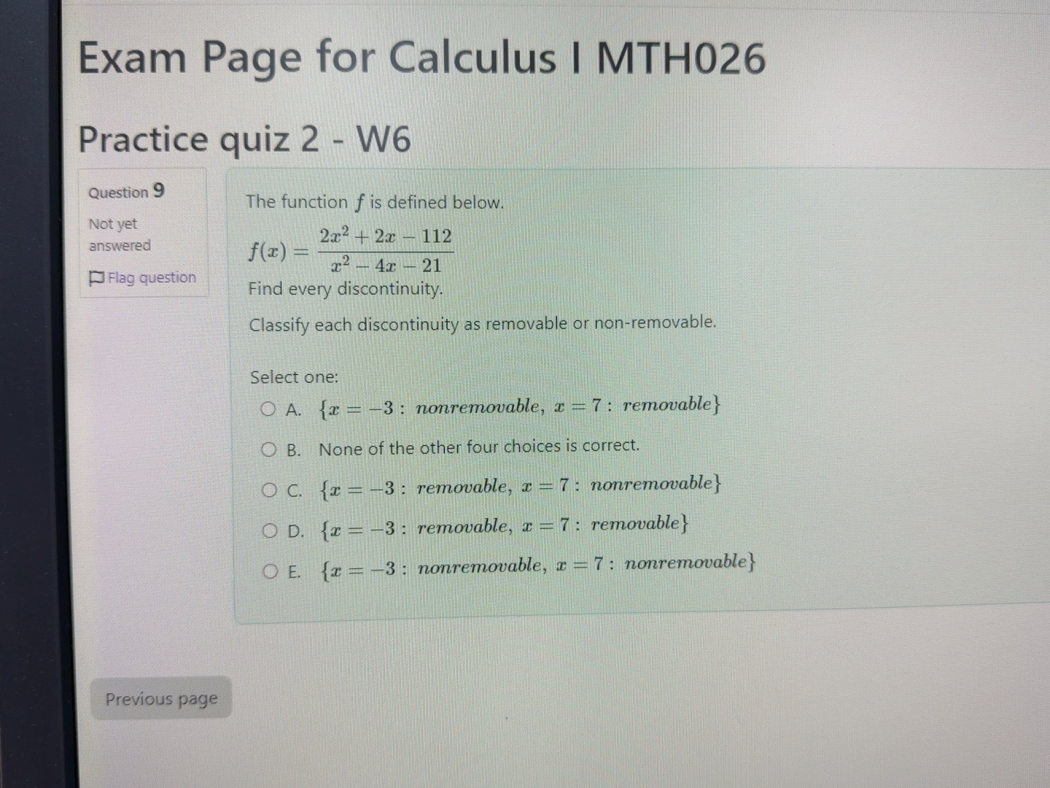 Exam Page for Calculus I MTH026
Practice quiz 2 - W6
Question 9
Not yet
answered
Flag question
The function f is defined below.
f(x) = \frac{2x^2 + 2x - 112}{x^2 - 4x - 21}
Find every discontinuity.
Classify each discontinuity as removable or non-removable.
Select one:
A. {x = −3 : nonremovable, x = 7 : removable}
B. None of the other four choices is correct.
C. {x = −3 : removable, x = 7 : nonremovable}
D. {x = −3 : removable, x = 7 : removable}
E. {x = −3 : nonremovable, x = 7 : nonremovable}
Previous page